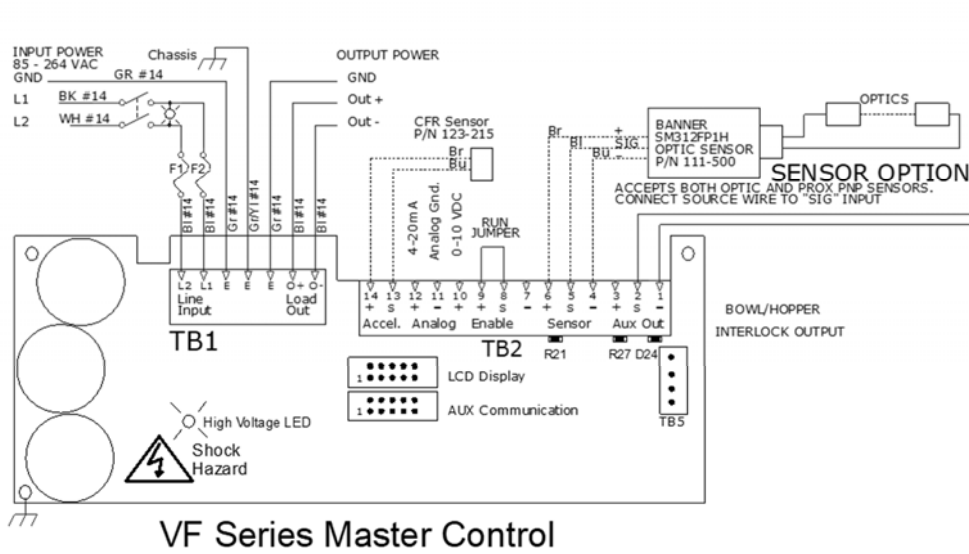 INPUT POWER
85 - 264 VAC
GND
GR #14
Chassis
L1
BK #14
L2
WH #14
F1
F2
Bl #14
Bl #14
Gr #14
Gr/Yl #14
Gr #14
Bl #14
Bl #14
OUTPUT POWER
GND
Out +
Out -
CFR Sensor
P/N 123-215
Br
Bu
4-20mA
Analog Gnd.
0-10 VDC
RUN
JUMPER
Br
Bl
Bu
+
SIG
-
BANNER
SM312FP1H
OPTIC SENSOR
P/N 111-500
OPTICS
SENSOR OPTION
ACCEPTS BOTH OPTIC AND PROX PNP SENSORS.
CONNECT SOURCE WIRE TO "SIG" INPUT
L2 L1 E E E O+ O-
Line
Input
Load
Out
TB1
14 13 12 11 10 9 8 7 6 5 4 3 2 1
+ S + - + + S - + S - + S -
Accel. Analog Enable Sensor Aux Out
TB2
R21
R27
D24
BOWL/HOPPER
INTERLOCK OUTPUT
1
LCD Display
1
AUX Communication
TB5
High Voltage LED
Shock
Hazard
VF Series Master Control